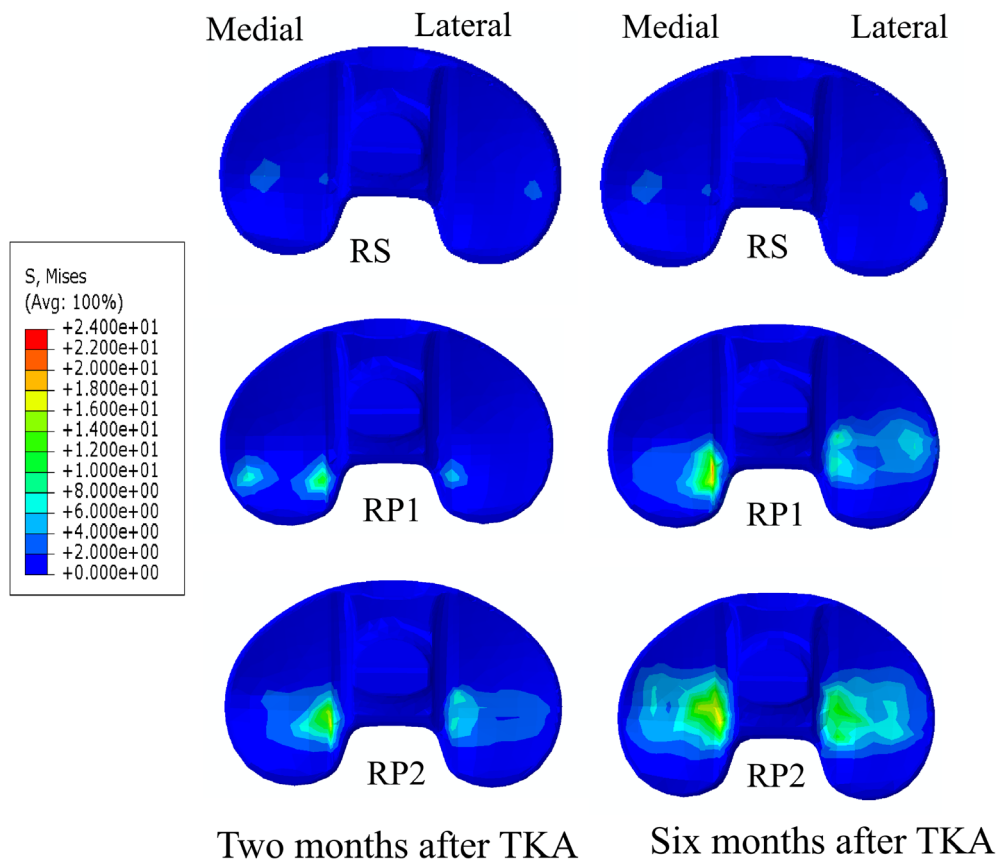 Medial Lateral Medial Lateral
RS RS
S, Mises
(Avg: 100%)
+2.400e+01
+2.200e+01
+2.000e+01
+1.800e+01
+1.600e+01
+1.400e+01
+1.200e+01
+1.000e+01
+8.000e+00
+6.000e+00
+4.000e+00
+2.000e+00
+0.000e+00
RP1 RP1
RP2 RP2
Two months after TKA Six months after TKA